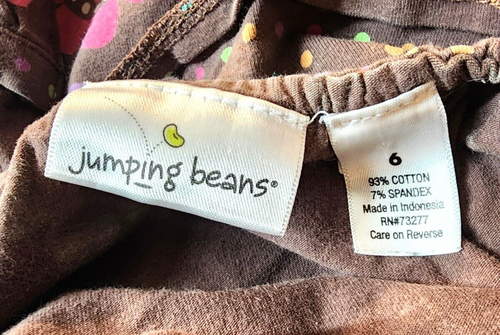 jumping beans®
6
93% COTTON
7% SPANDEX
Made in Indonesia
RN#73277
Care on Reverse